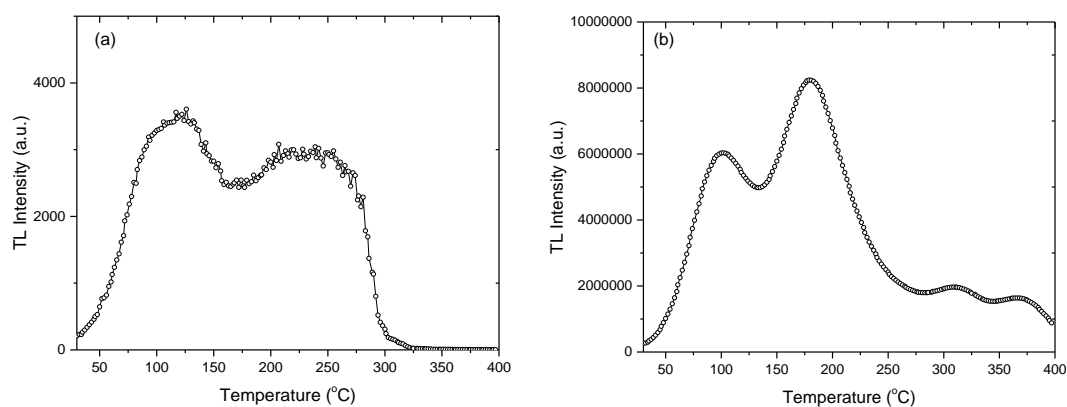 (a)
TL Intensity (a.u.)
4000
2000
0
50 100 150 200 250 300 350 400
Temperature (°C)
(b)
TL Intensity (a.u.)
10000000
8000000
6000000
4000000
2000000
0
50 100 150 200 250 300 350 400
Temperature (°C)